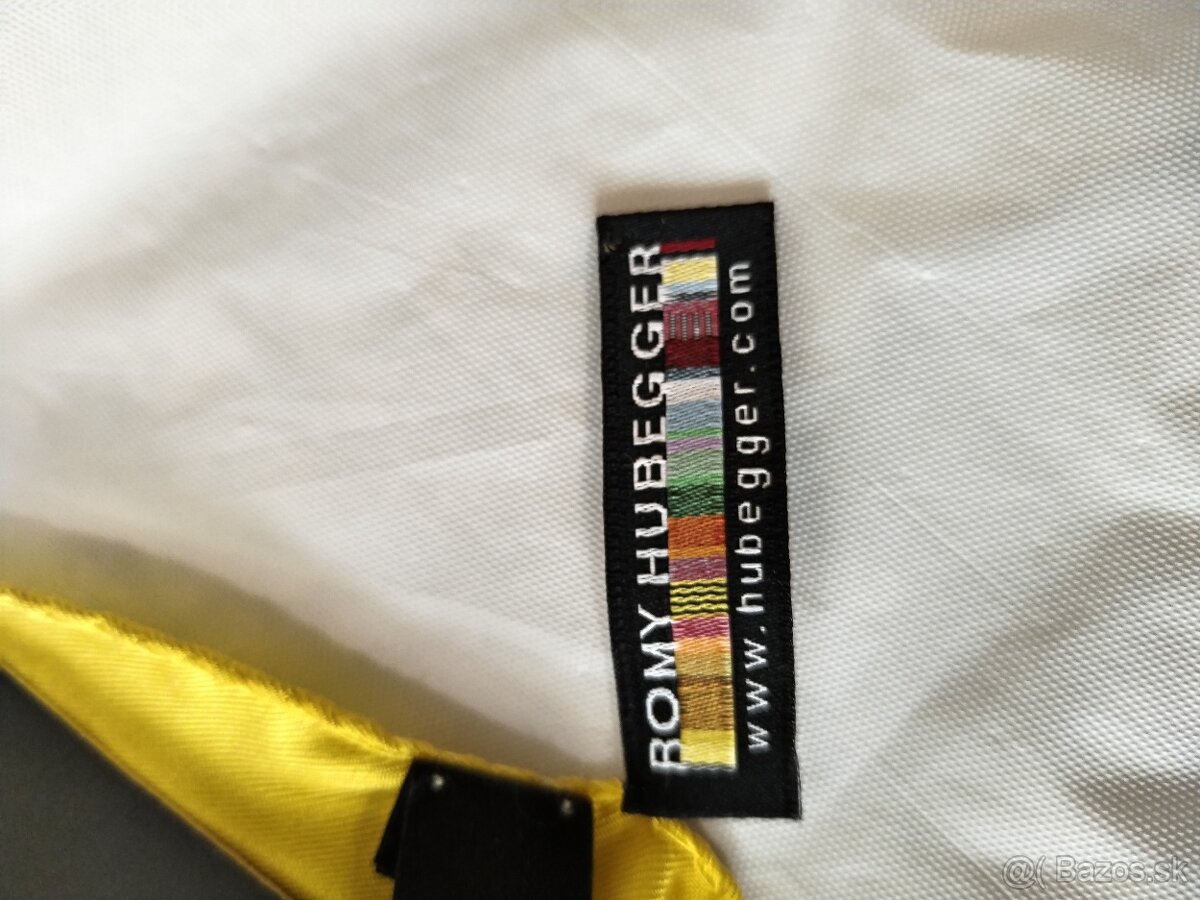 ROMY HUBEGGER
www.hubegger.com
@( Bazos.sk